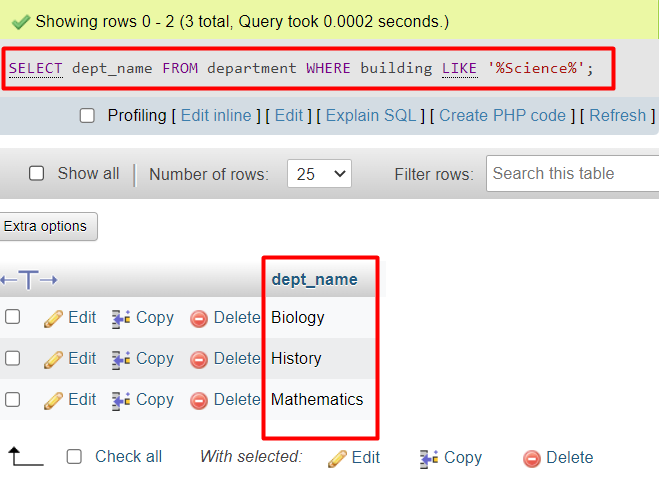 Showing rows 0 - 2 (3 total, Query took 0.0002 seconds.)
SELECT dept_name FROM department WHERE building LIKE '%Science%';
Profiling [ Edit inline ] [ Edit ] [ Explain SQL ] [ Create PHP code ] [ Refresh ]
Show all Number of rows: 25 Filter rows: Search this table
Extra options
←T→ dept_name
Edit Copy Delete Biology
Edit Copy Delete History
Edit Copy Delete Mathematics
Check all With selected: Edit Copy Delete